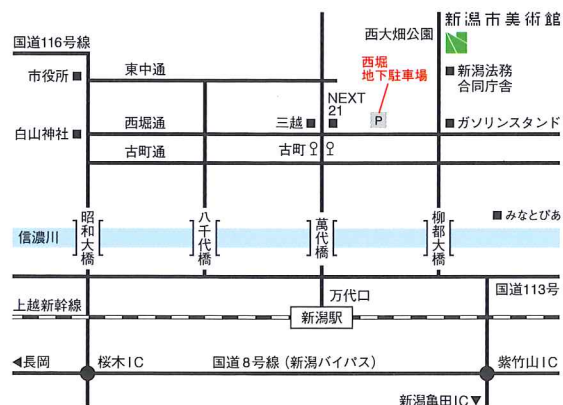 新潟市美術館
西大畑公園
国道116号線
西堀
地下駐車場
東中通
市役所
新潟法務
合同庁舎
NEXT
21
P
三越
西堀通
ガソリンスタンド
白山神社
古町通
古町
昭和大橋
八千代橋
萬代橋
柳都大橋
みなとぴあ
信濃川
国道113号
万代口
上越新幹線
新潟駅
◀長岡
桜木IC
国道8号線(新潟バイパス)
紫竹山IC
新潟亀田IC▼